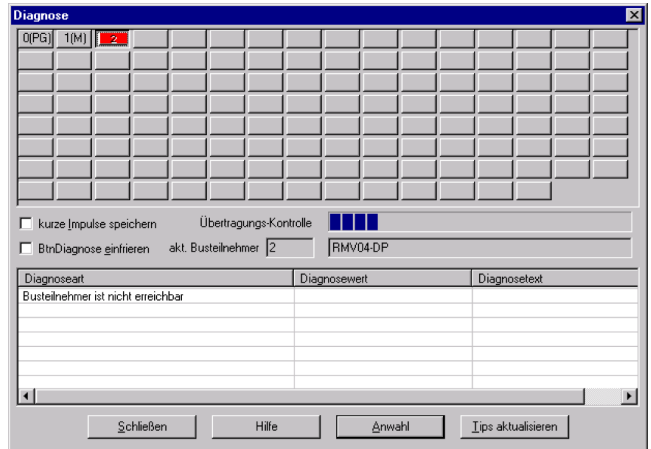 Diagnose
0(PG) 1(M) 2
kurze Impulse speichern Übertragungs-Kontrolle
BtnDiagnose einfrieren akt. Busteilnehmer 2 RMV04-DP
Diagnoseart Diagnosewert Diagnosetext
Busteilnehmer ist nicht erreichbar
Schließen Hilfe Anwahl Tips aktualisieren